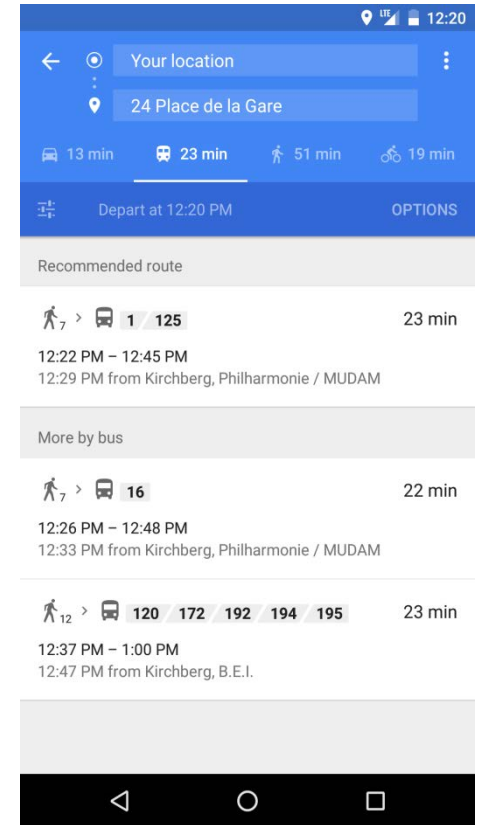 LTE 12:20
Your location
24 Place de la Gare
13 min 23 min 51 min 19 min
Depart at 12:20 PM OPTIONS
Recommended route
7 1 125 23 min
12:22 PM – 12:45 PM
12:29 PM from Kirchberg, Philharmonie / MUDAM
More by bus
7 16 22 min
12:26 PM – 12:48 PM
12:33 PM from Kirchberg, Philharmonie / MUDAM
12 120 172 192 194 195 23 min
12:37 PM – 1:00 PM
12:47 PM from Kirchberg, B.E.I.